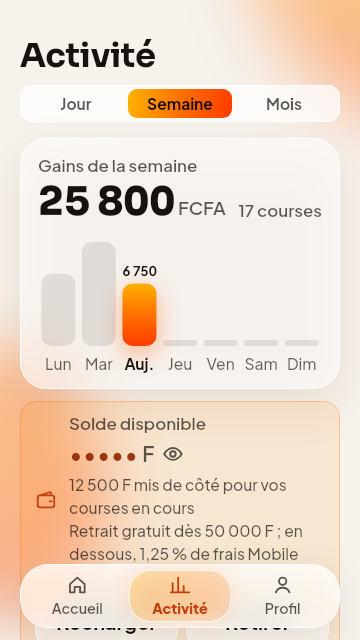 Activité
Jour Semaine Mois
Gains de la semaine
25 800 FCFA 17 courses
6 750
Lun Mar Auj. Jeu Ven Sam Dim
Solde disponible
••••• F
12 500 F mis de côté pour vos
courses en cours
Retrait gratuit dès 50 000 F ; en
dessous, 1,25 % de frais Mobile
Accueil Activité Profil